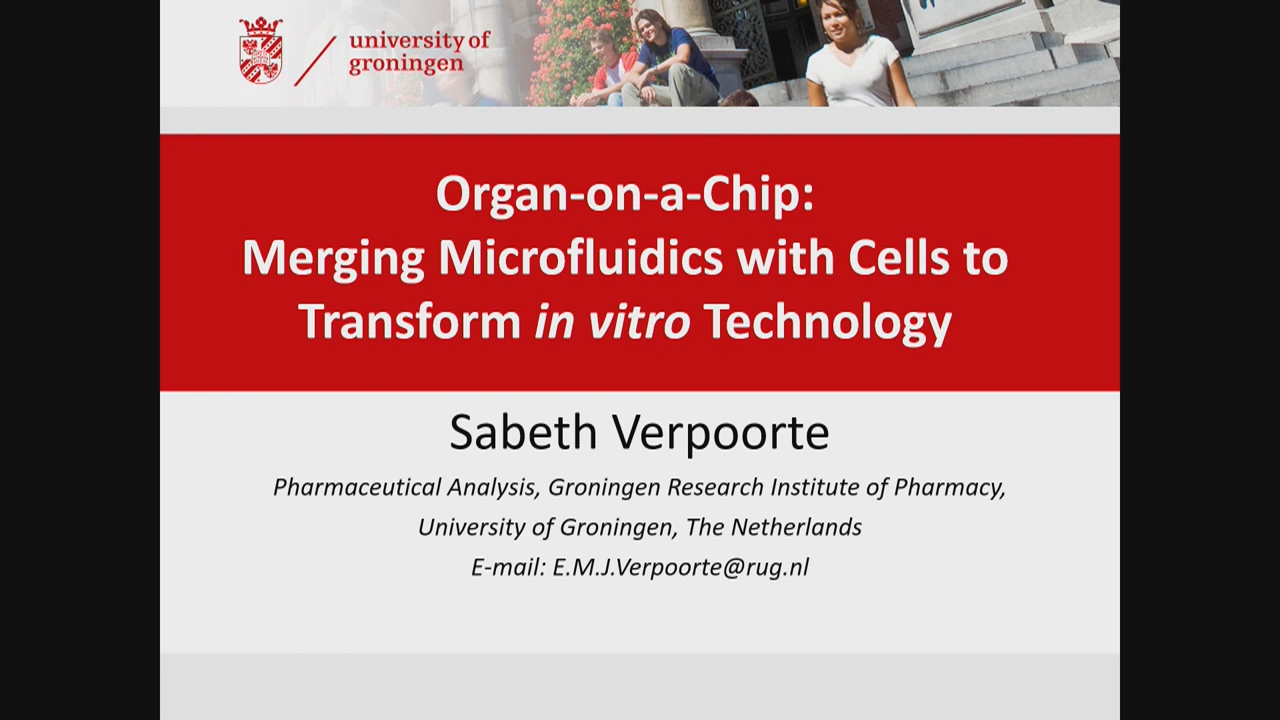 university of
groningen
Organ-on-a-Chip:
Merging Microfluidics with Cells to
Transform in vitro Technology
Sabeth Verpoorte
Pharmaceutical Analysis, Groningen Research Institute of Pharmacy,
University of Groningen, The Netherlands
E-mail: E.M.J.Verpoorte@rug.nl